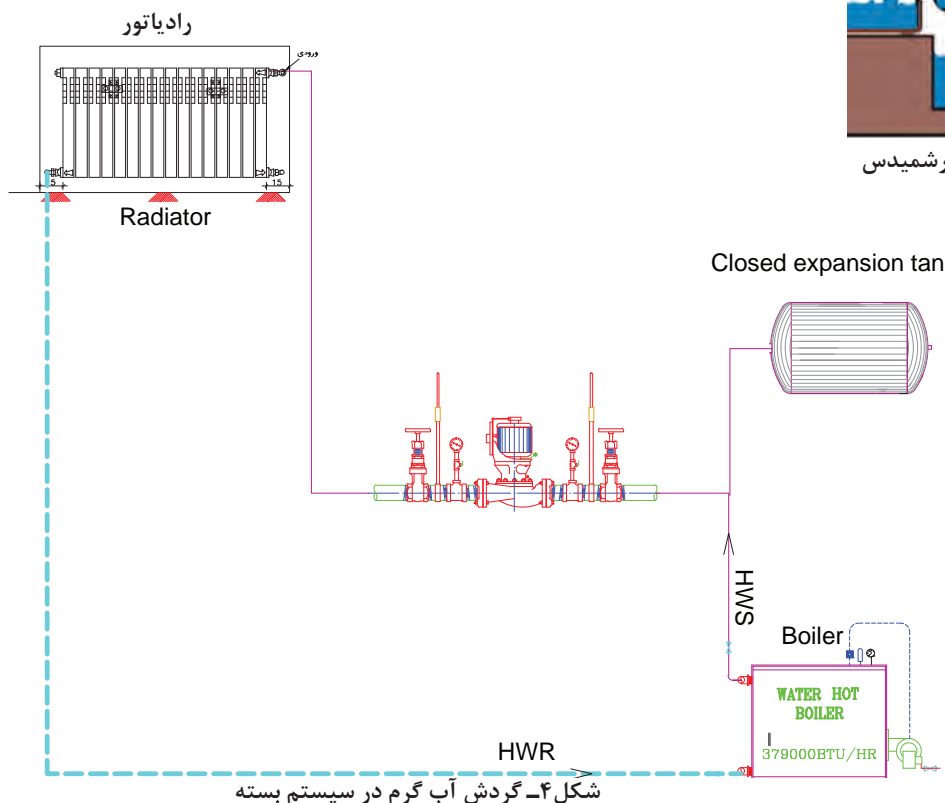 رادیاتور
ورودی
5
15
Radiator
رشمیدس
Closed expansion tan
HWS
Boiler
WATER HOT
BOILER
379000BTU/HR
HWR
شکل۴ـ گردش آب گرم در سیستم بسته